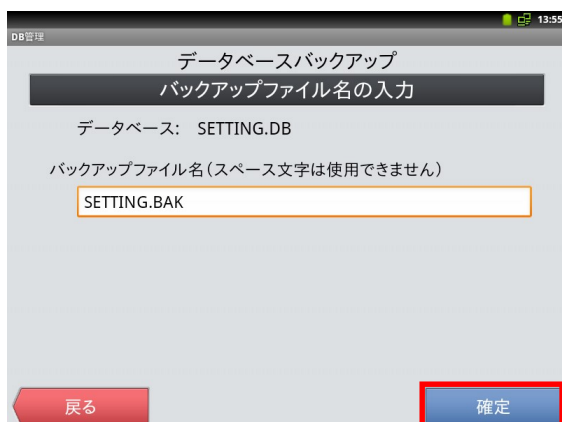 13:55
DB管理
データベースバックアップ
バックアップファイル名の入力
データベース: SETTING.DB
バックアップファイル名(スペース文字は使用できません)
SETTING.BAK
戻る
確定